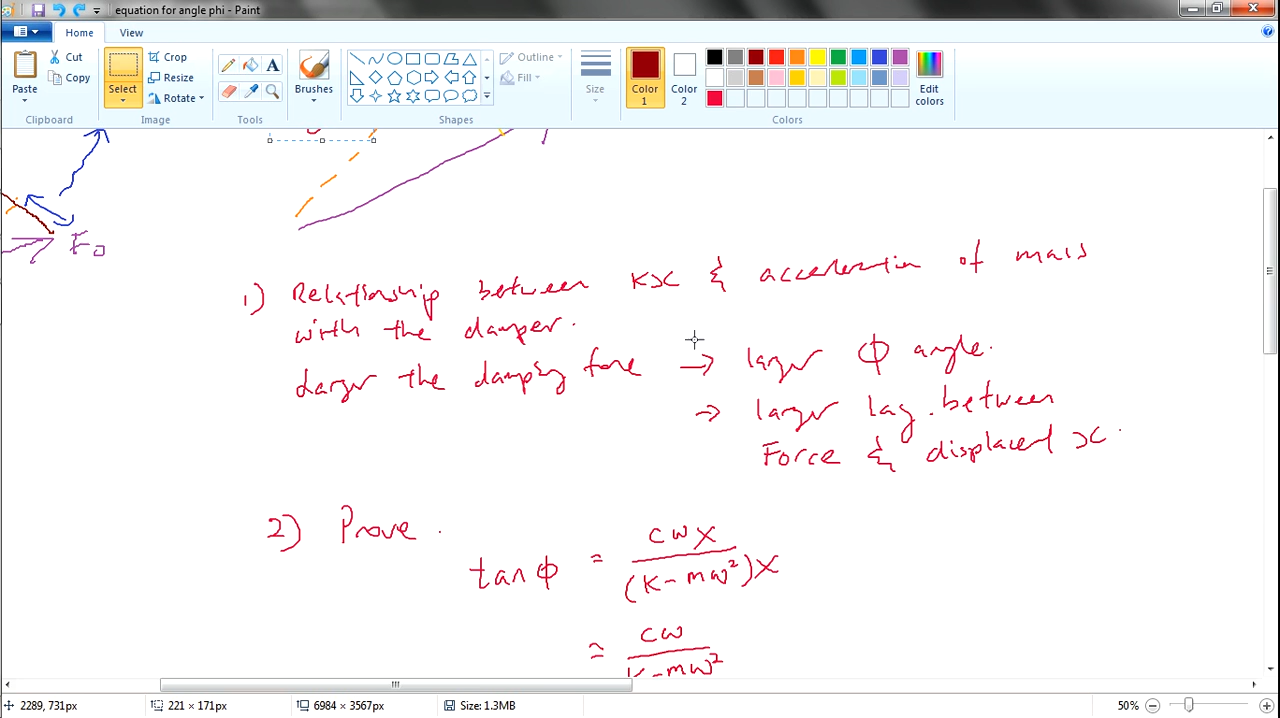 equation for angle phi - Paint
Home
View
Paste
Cut
Copy
Clipboard
Select
Crop
Resize
Rotate
Image
A
Tools
Brushes
Shapes
Outline
Fill
Size
Color 1
Color 2
Edit colors
Colors
F0
1) Relationship between Kx & acceleration of mass
with the damper.
Larger the damping force → larger Φ angle.
→ larger lag. between
Force & displaced x.
2) Prove.
tan Φ = cωX / (K - mω²)X
= cω / K - mω²
2289, 731px
221 × 171px
6984 × 3567px
Size: 1.3MB
50%